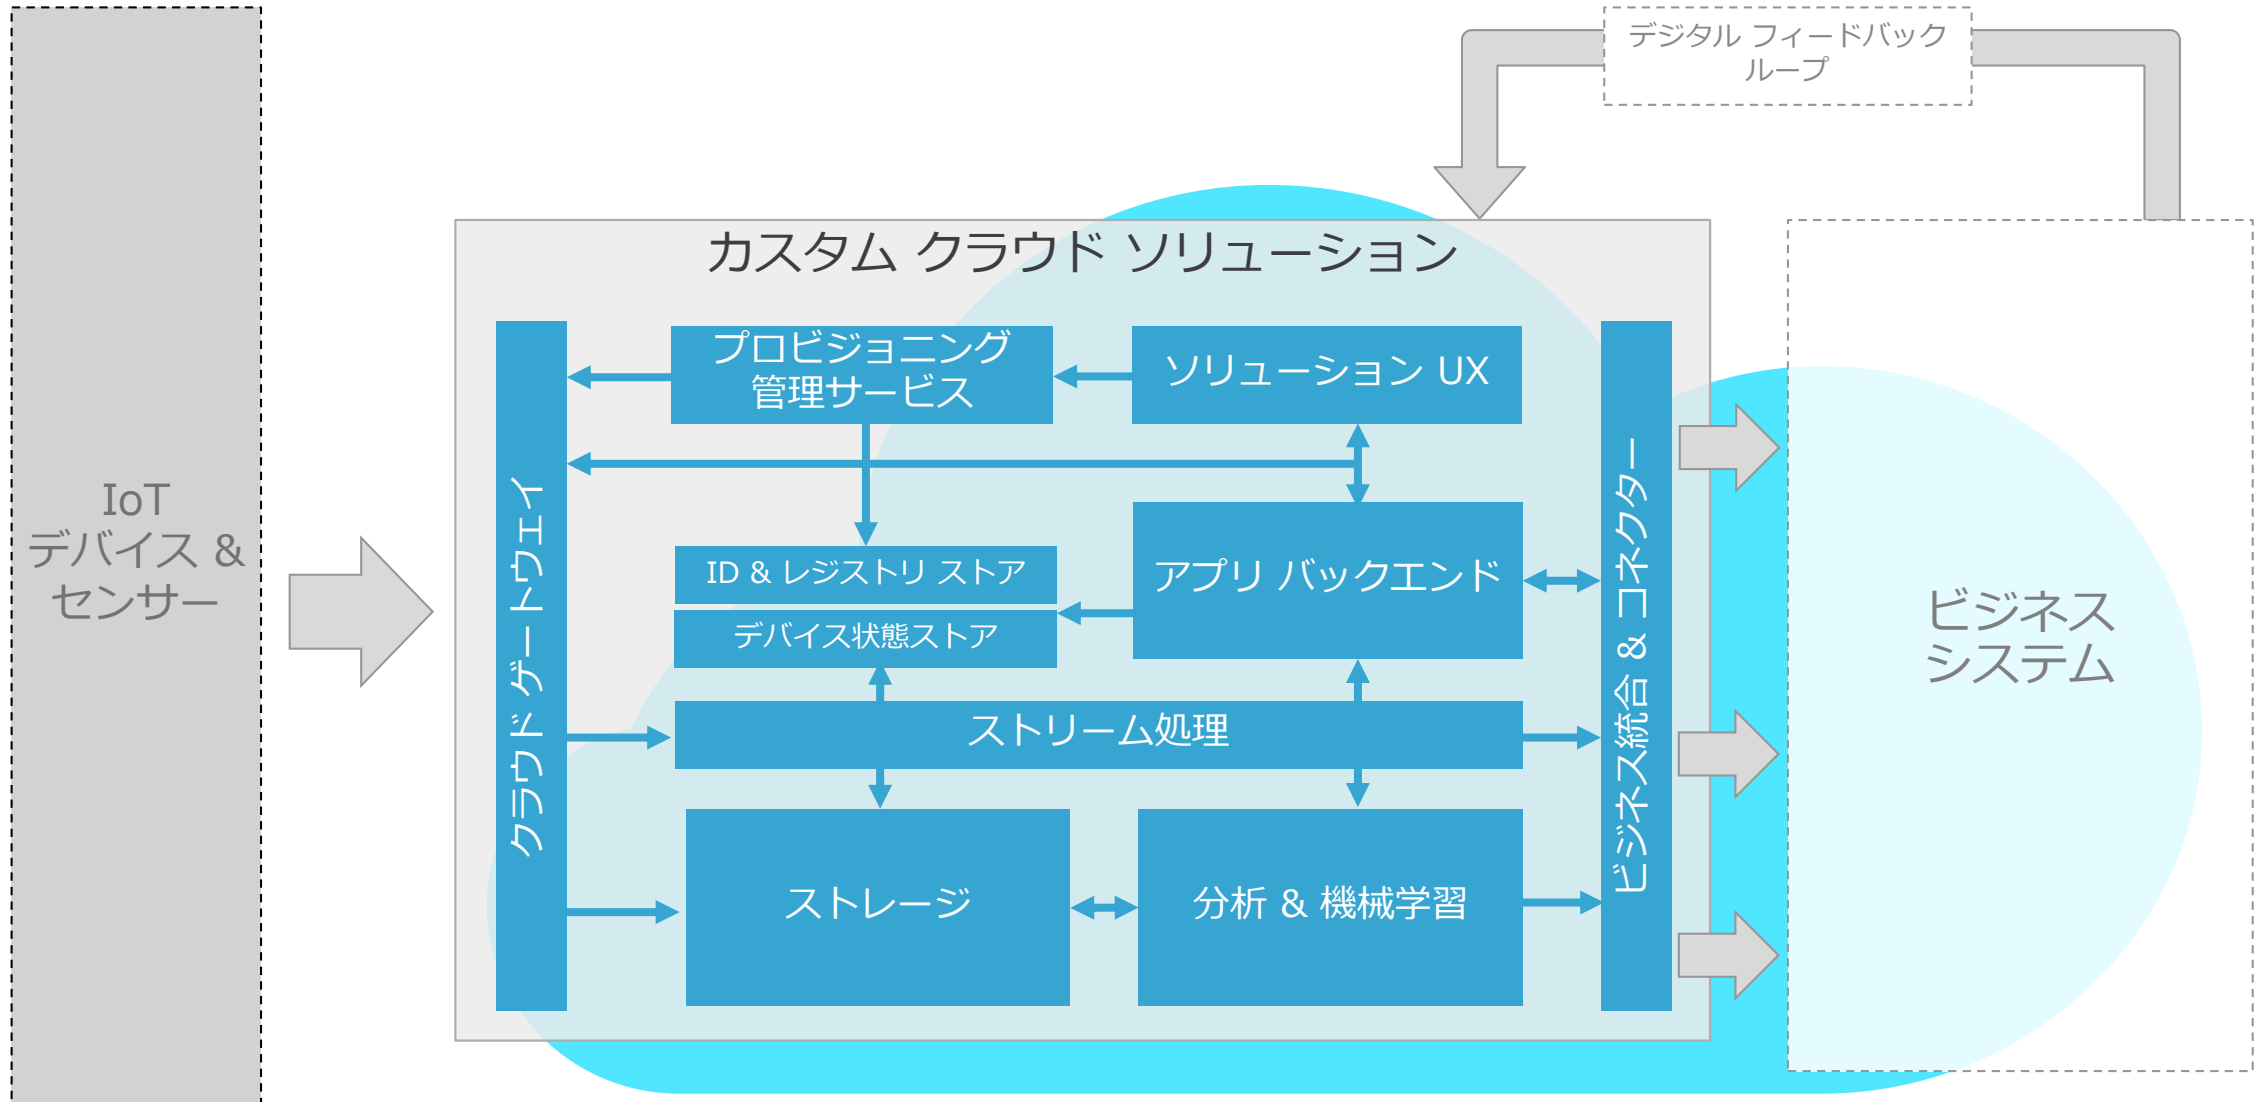 デジタル フィードバック
ループ
カスタム クラウド ソリューション
IoT
デバイス &
センサー
クラウド ゲートウェイ
プロビジョニング
管理サービス
ソリューション UX
ID & レジストリ ストア
デバイス状態ストア
アプリ バックエンド
ストリーム処理
ストレージ
分析 & 機械学習
ビジネス統合 & コネクター
ビジネス
システム